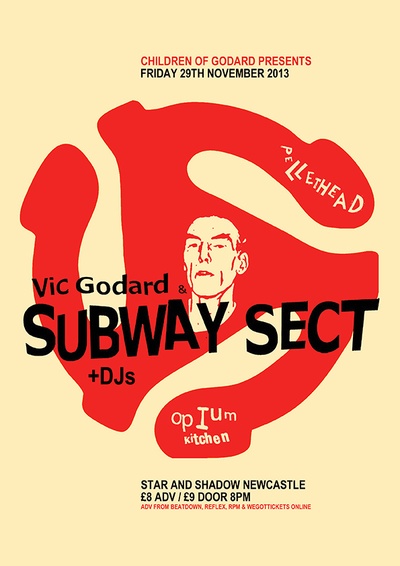 CHILDREN OF GODARD PRESENTS
FRIDAY 29TH NOVEMBER 2013
PELLETHEAD
Vic Godard &
SUBWAY SECT
+DJs
opIum
kitchen
STAR AND SHADOW NEWCASTLE
£8 ADV / £9 DOOR 8PM
ADV FROM BEATDOWN, REFLEX, RPM & WEGOTTICKETS ONLINE